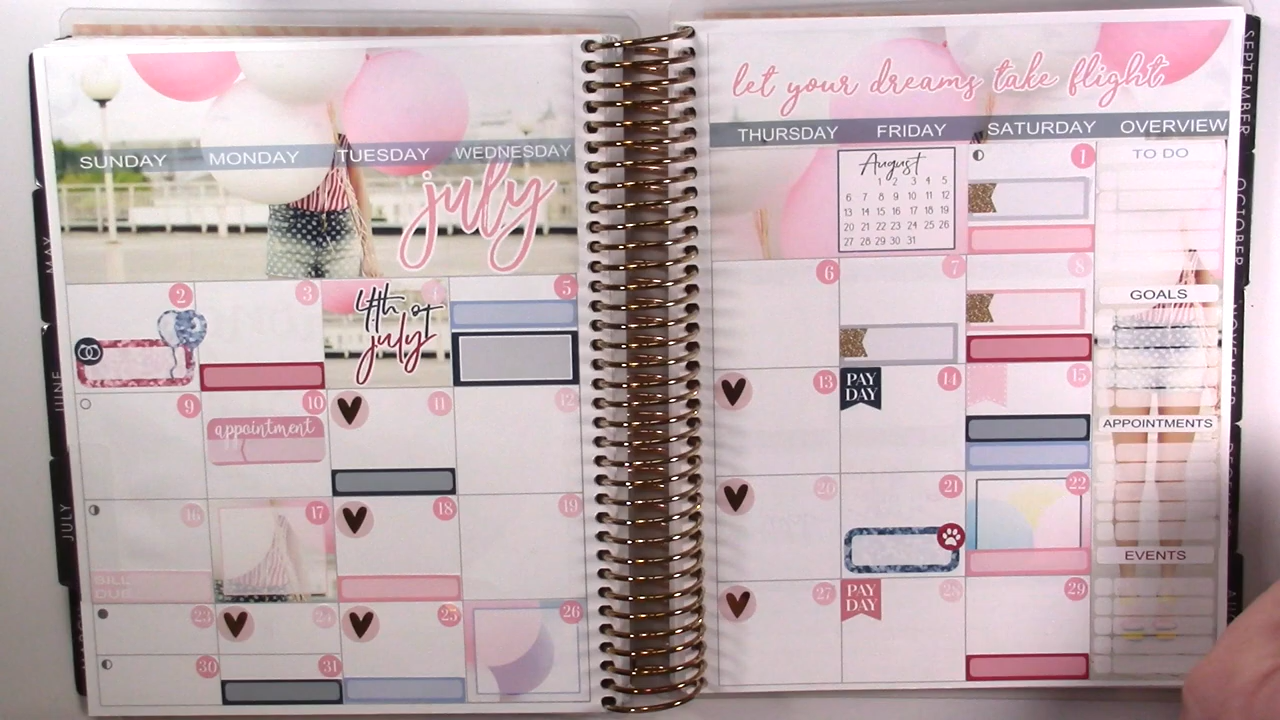 let your dreams take flight
SUNDAY MONDAY TUESDAY WEDNESDAY
THURSDAY FRIDAY SATURDAY OVERVIEW
july
August
1 2 3 4 5
6 7 8 9 10 11 12
13 14 15 16 17 18 19
20 21 22 23 24 25 26
27 28 29 30 31
1
TO DO
2 3 4th of july 5
6 7 8
GOALS
9 10 11 12
appointment
13 PAY DAY 14 15
APPOINTMENTS
16 17 18 19
BILL DUE
20 21 22
EVENTS
23 24 25 26
27 PAY DAY 28 29
30 31
MAY
JUNE
JULY
SEPTEMBER
OCTOBER
NOVEMBER